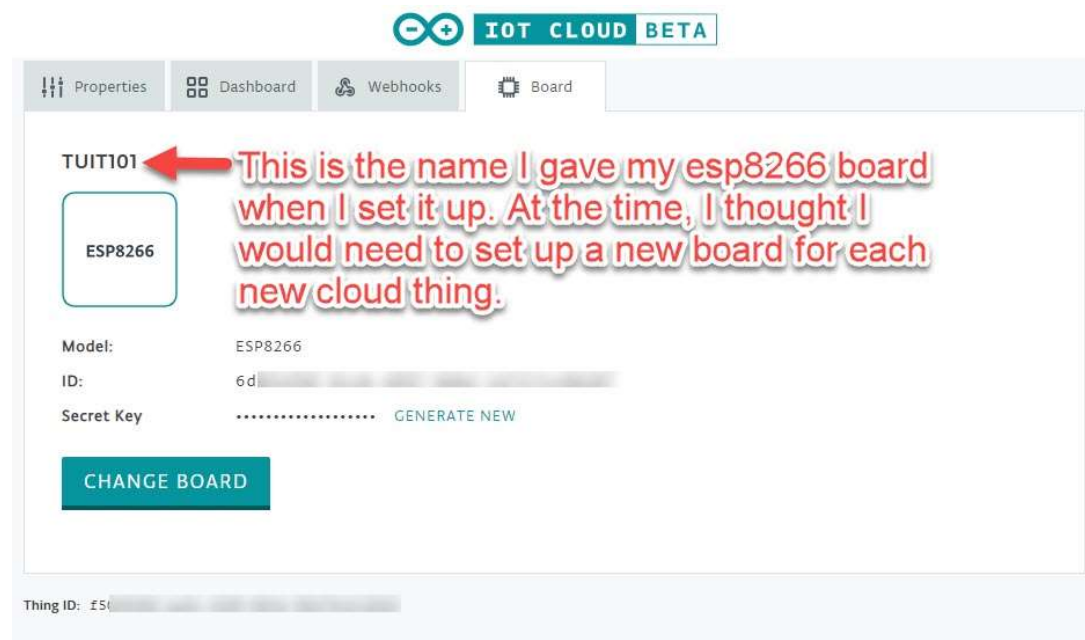 IOT CLOUD BETA
Properties Dashboard Webhooks Board
TUIT101
This is the name I gave my esp8266 board
when I set it up. At the time, I thought I
would need to set up a new board for each
new cloud thing.
ESP8266
Model: ESP8266
ID: 6d
Secret Key •••••••••••••••••••• GENERATE NEW
CHANGE BOARD
Thing ID: f50